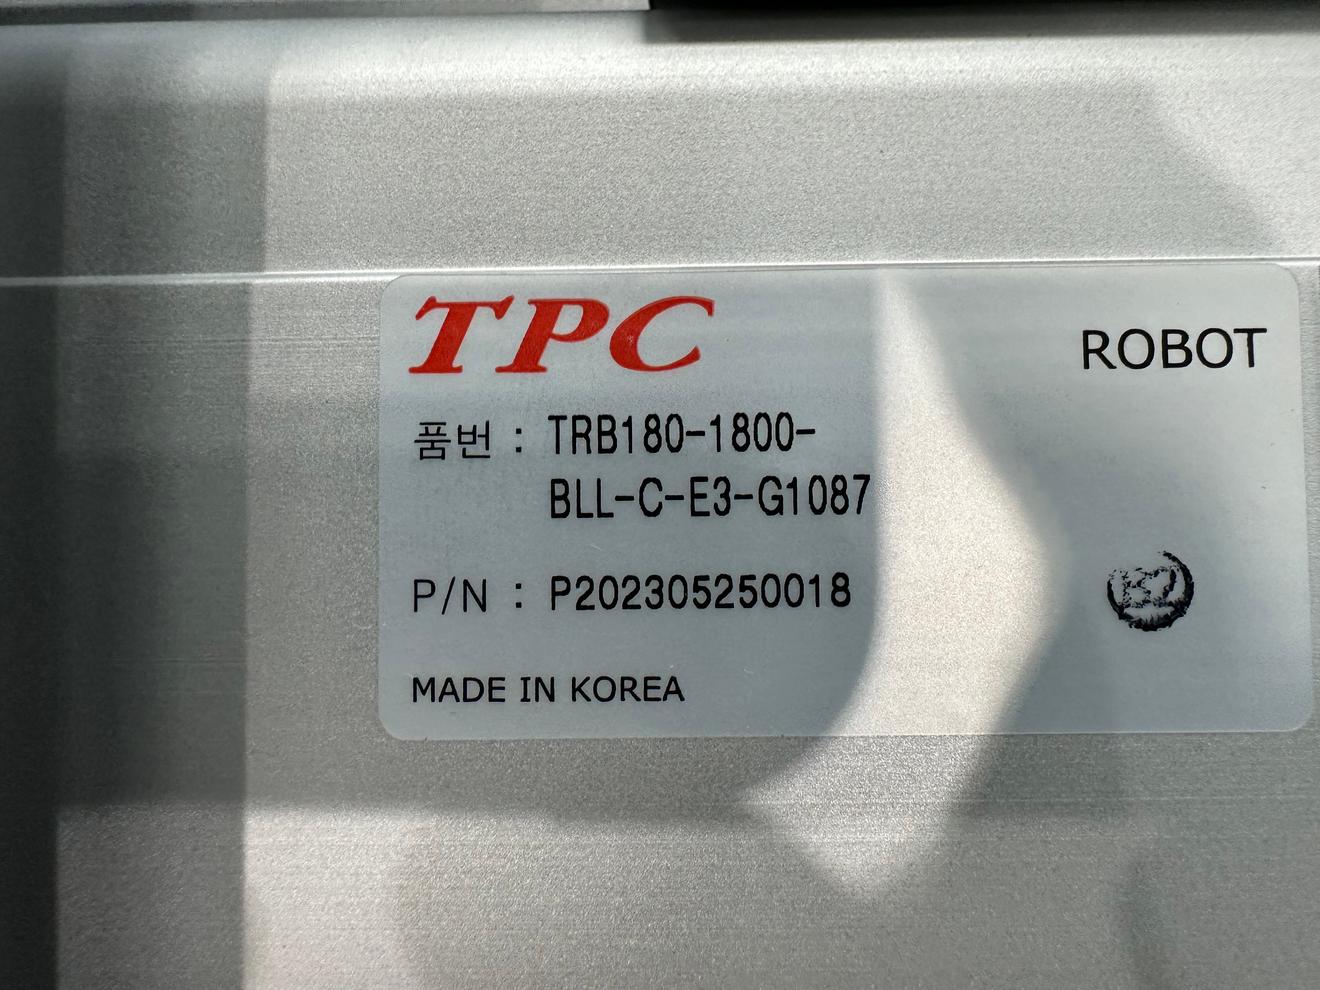 TPC
ROBOT
품번 : TRB180-1800-
BLL-C-E3-G1087
P/N : P202305250018
MADE IN KOREA